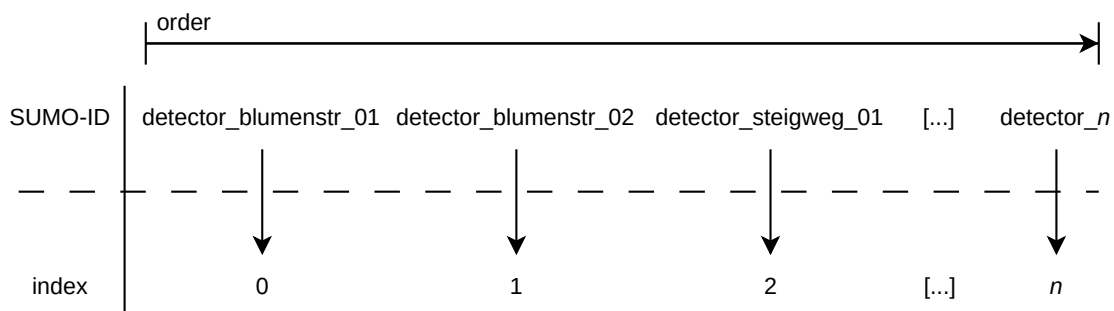 order
SUMO-ID detector_blumenstr_01 detector_blumenstr_02 detector_steigweg_01 [...] detector_n
index 0 1 2 [...] n